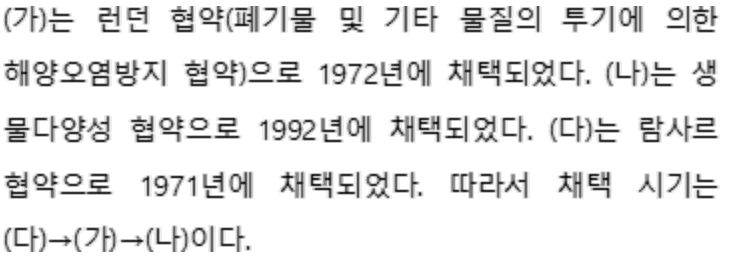 (가)는 런던 협약(폐기물 및 기타 물질의 투기에 의한
해양오염방지 협약)으로 1972년에 채택되었다. (나)는 생
물다양성 협약으로 1992년에 채택되었다. (다)는 람사르
협약으로 1971년에 채택되었다. 따라서 채택 시기는
(다)→(가)→(나)이다.